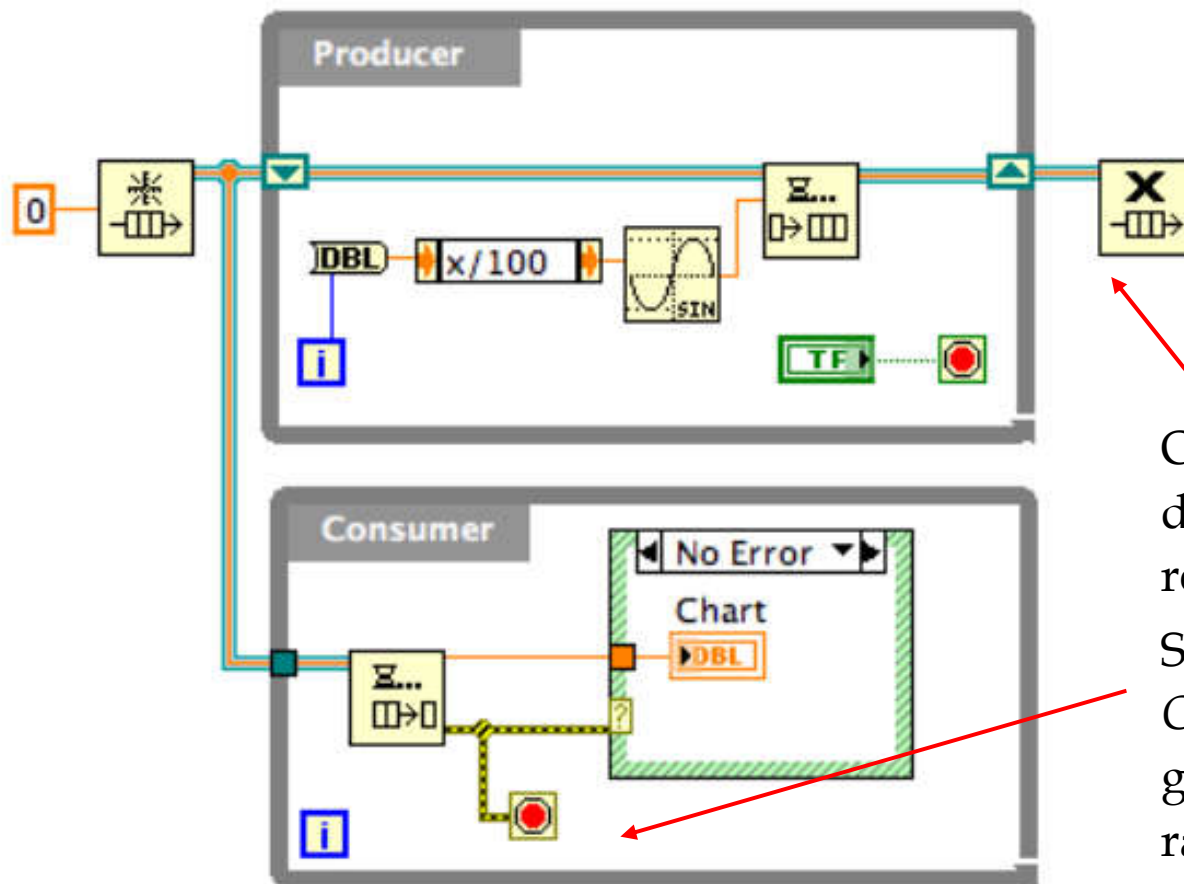 Producer
0
DBL
x/100
SIN
i
TF
Consumer
No Error
Chart
DBL
?
i